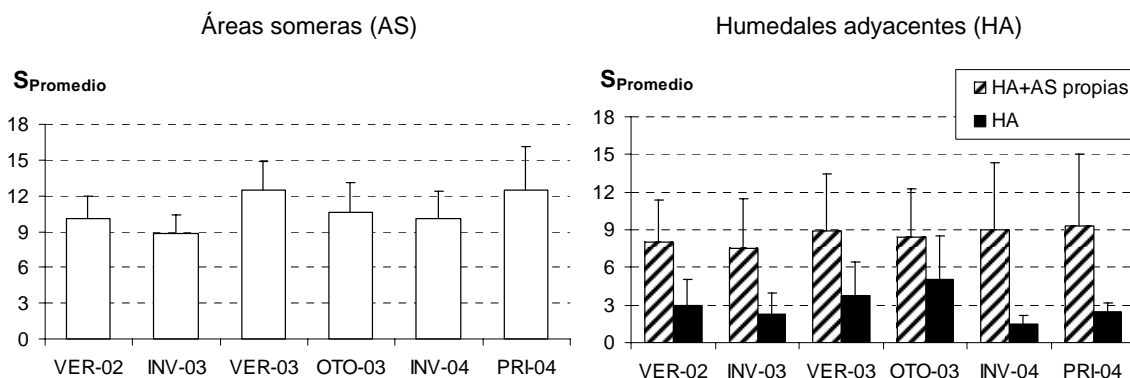 Áreas someras (AS)
S Promedio
18
15
12
9
6
3
0
VER-02 INV-03 VER-03 OTO-03 INV-04 PRI-04
Humedales adyacentes (HA)
S Promedio
HA+AS propias
HA
18
15
12
9
6
3
0
VER-02 INV-03 VER-03 OTO-03 INV-04 PRI-04